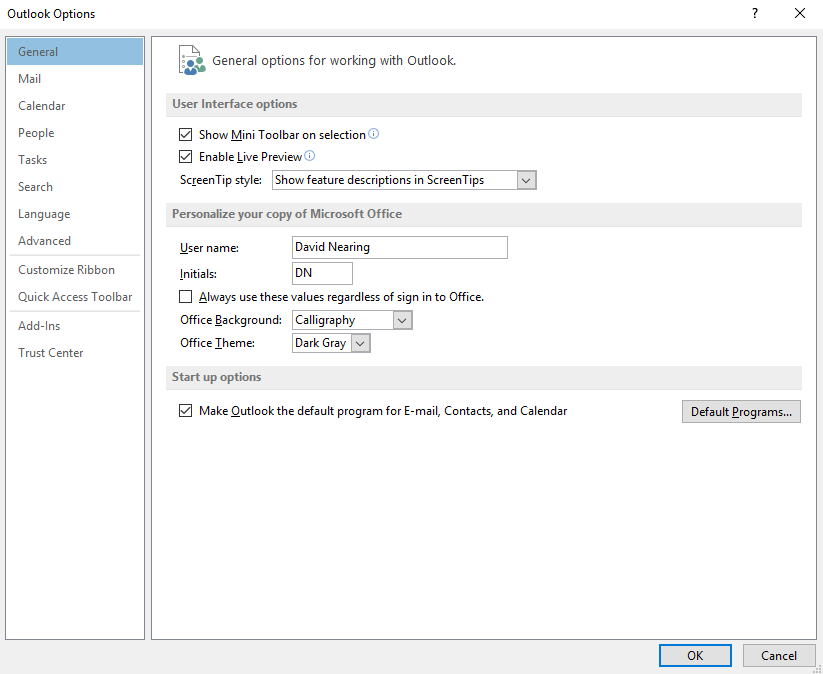 Outlook Options
?
General
Mail
Calendar
People
Tasks
Search
Language
Advanced
Customize Ribbon
Quick Access Toolbar
Add-Ins
Trust Center
General options for working with Outlook.
User Interface options
Show Mini Toolbar on selection
Enable Live Preview
ScreenTip style: Show feature descriptions in ScreenTips
Personalize your copy of Microsoft Office
User name: David Nearing
Initials: DN
Always use these values regardless of sign in to Office.
Office Background: Calligraphy
Office Theme: Dark Gray
Start up options
Make Outlook the default program for E-mail, Contacts, and Calendar Default Programs...
OK Cancel